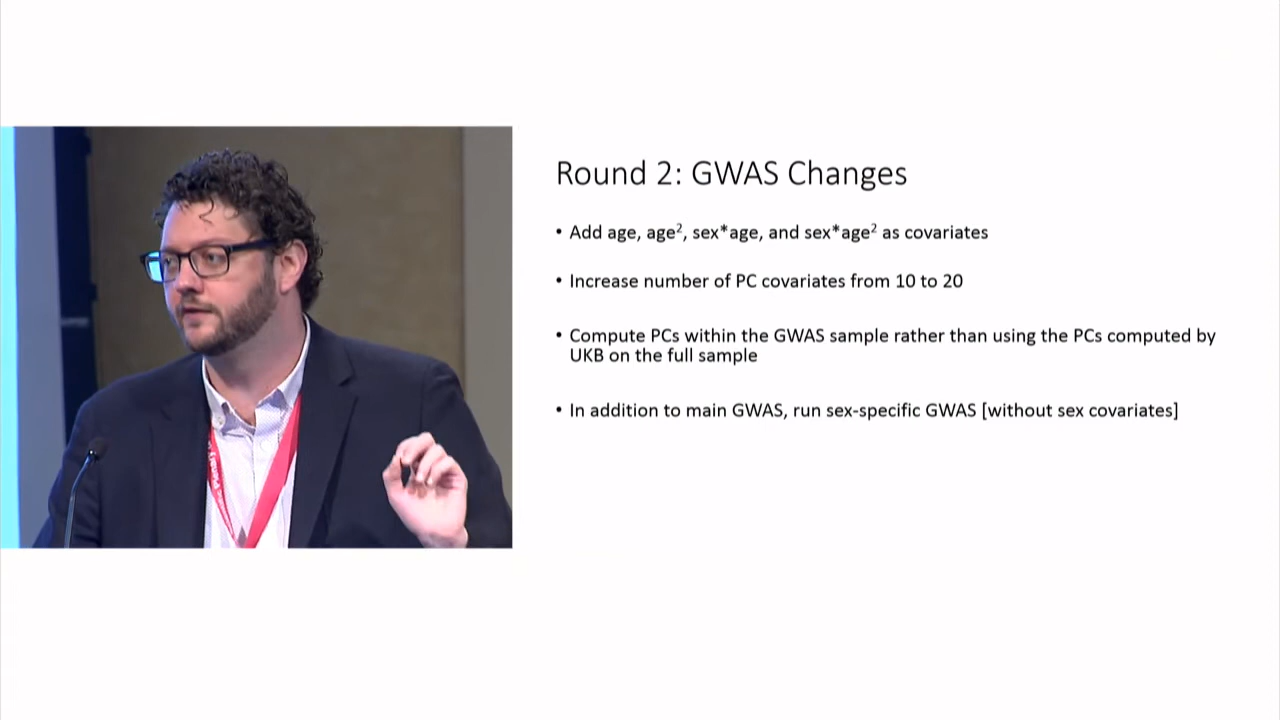 Round 2: GWAS Changes
• Add age, age², sex*age, and sex*age² as covariates
• Increase number of PC covariates from 10 to 20
• Compute PCs within the GWAS sample rather than using the PCs computed by
UKB on the full sample
• In addition to main GWAS, run sex-specific GWAS [without sex covariates]